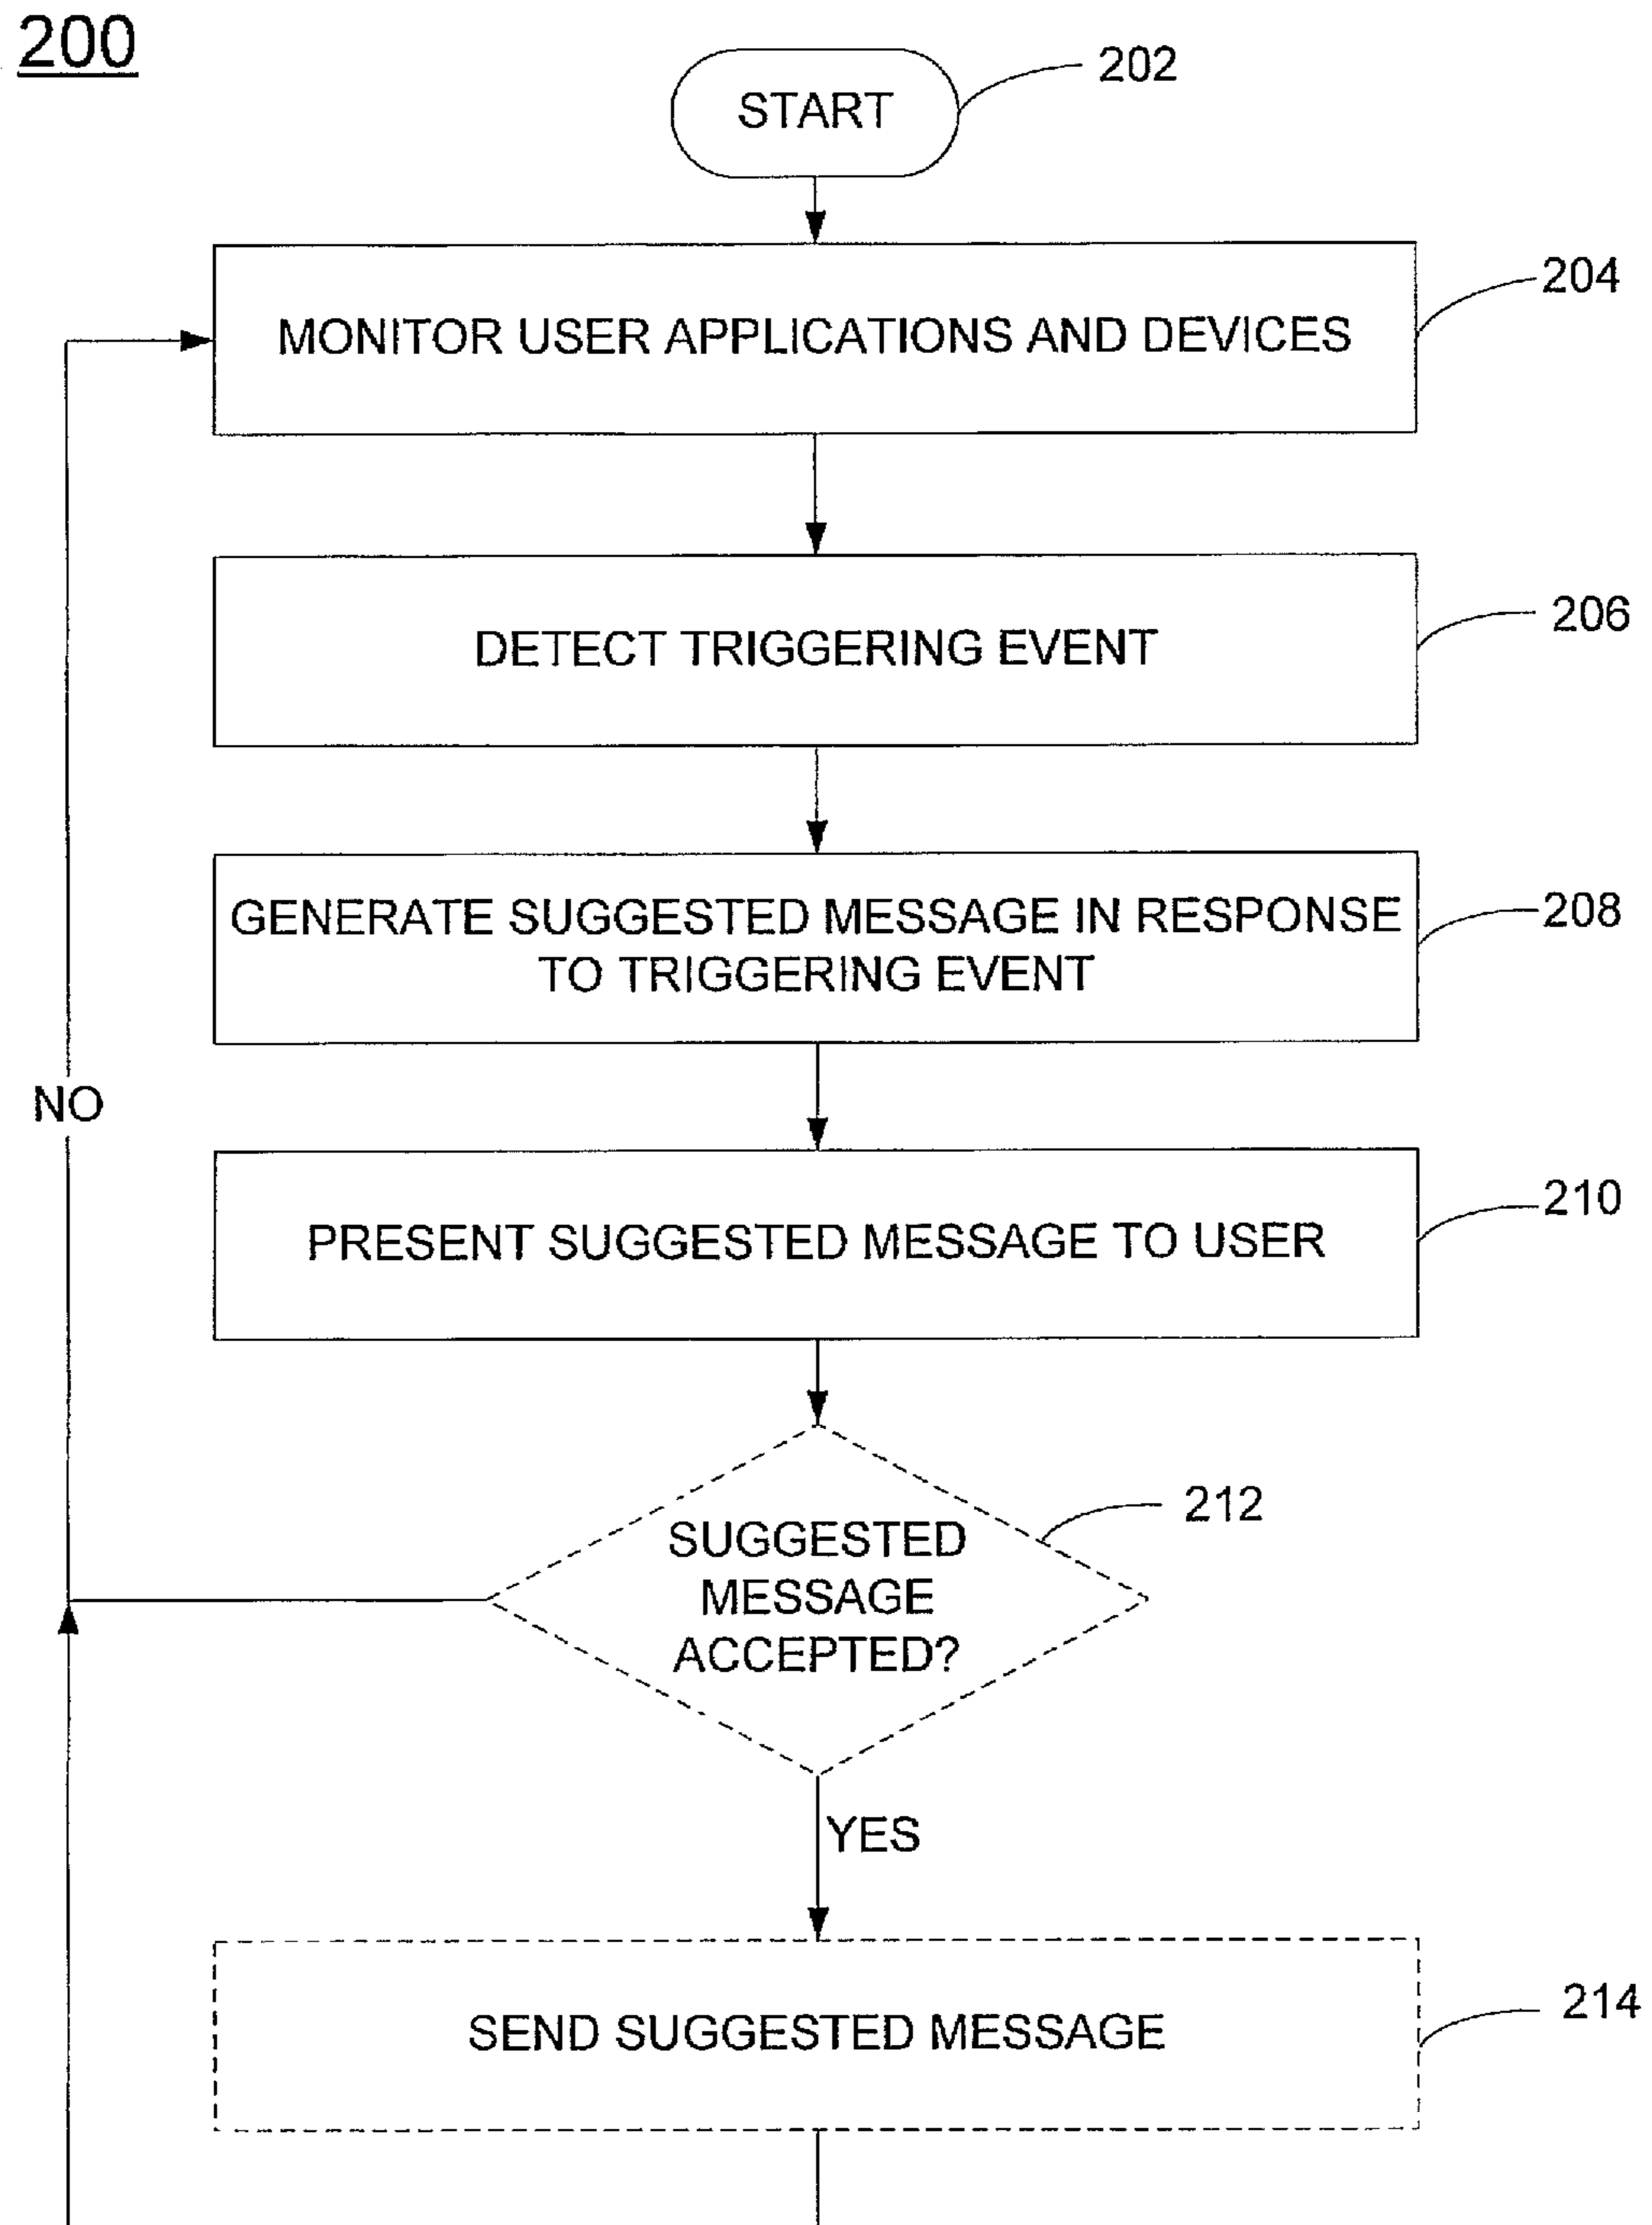 200
START
202
MONITOR USER APPLICATIONS AND DEVICES
204
DETECT TRIGGERING EVENT
206
GENERATE SUGGESTED MESSAGE IN RESPONSE
TO TRIGGERING EVENT
208
NO
PRESENT SUGGESTED MESSAGE TO USER
210
SUGGESTED
MESSAGE
ACCEPTED?
212
YES
SEND SUGGESTED MESSAGE
214